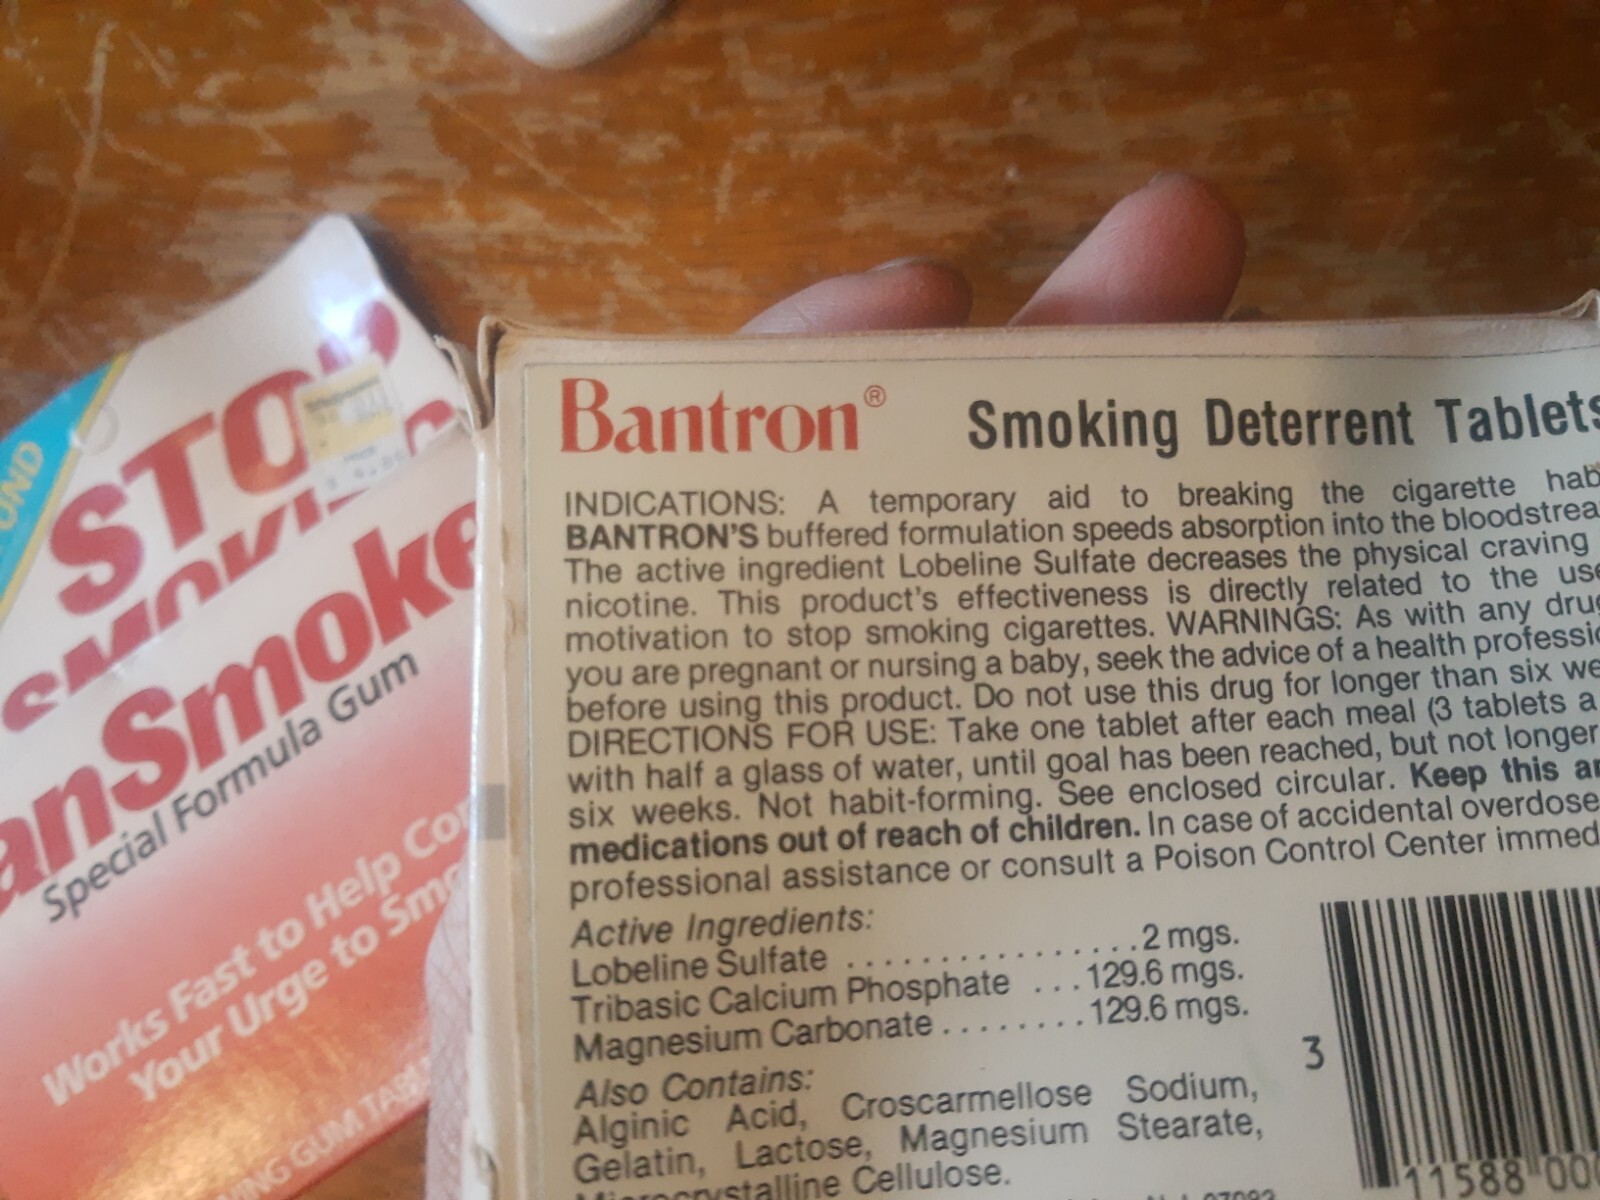 Bantron® Smoking Deterrent Tablets
INDICATIONS: A temporary aid to breaking the cigarette hab
BANTRON'S buffered formulation speeds absorption into the bloodstrea
The active ingredient Lobeline Sulfate decreases the physical craving
nicotine. This product's effectiveness is directly related to the use
motivation to stop smoking cigarettes. WARNINGS: As with any drug
you are pregnant or nursing a baby, seek the advice of a health professio
before using this product. Do not use this drug for longer than six we
DIRECTIONS FOR USE: Take one tablet after each meal (3 tablets a
with half a glass of water, until goal has been reached, but not longer
six weeks. Not habit-forming. See enclosed circular. Keep this an
medications out of reach of children. In case of accidental overdose
professional assistance or consult a Poison Control Center immed
Active Ingredients:
Lobeline Sulfate ................2 mgs.
Tribasic Calcium Phosphate ...129.6 mgs.
Magnesium Carbonate........129.6 mgs.
Also Contains:
Alginic Acid, Croscarmellose Sodium,
Gelatin, Lactose, Magnesium Stearate,
Microcrystalline Cellulose.
3
11588 00
OUND
STOP
SMOKING
anSmoke
Special Formula Gum
Works Fast to Help Con
Your Urge to Smo
WING GUM TABL